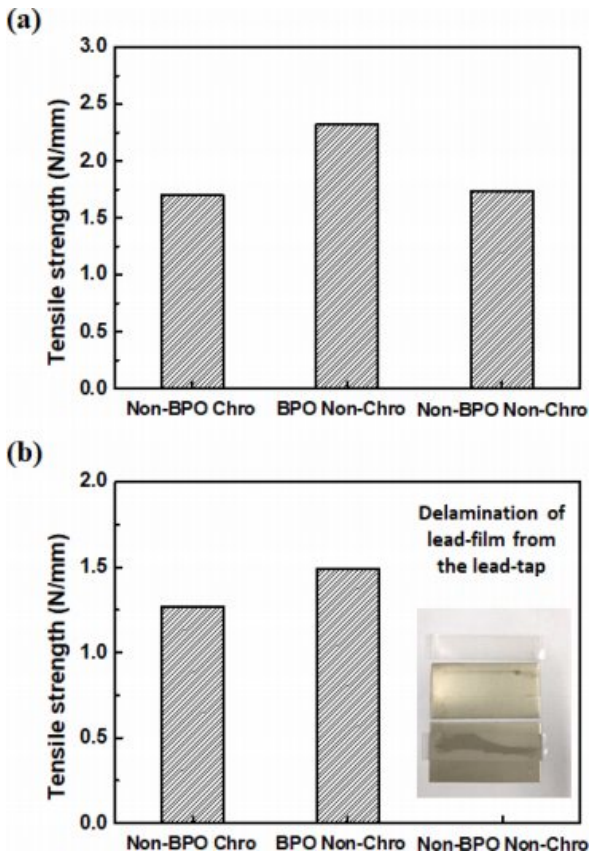 (a)
3.0
2.5
2.0
1.5
1.0
0.5
0.0
Tensile strength (N/mm)
Non-BPO Chro BPO Non-Chro Non-BPO Non-Chro
(b)
2.0
1.5
1.0
0.5
0.0
Tensile strength (N/mm)
Delamination of
lead-film from
the lead-tap
Non-BPO Chro BPO Non-Chro Non-BPO Non-Chro